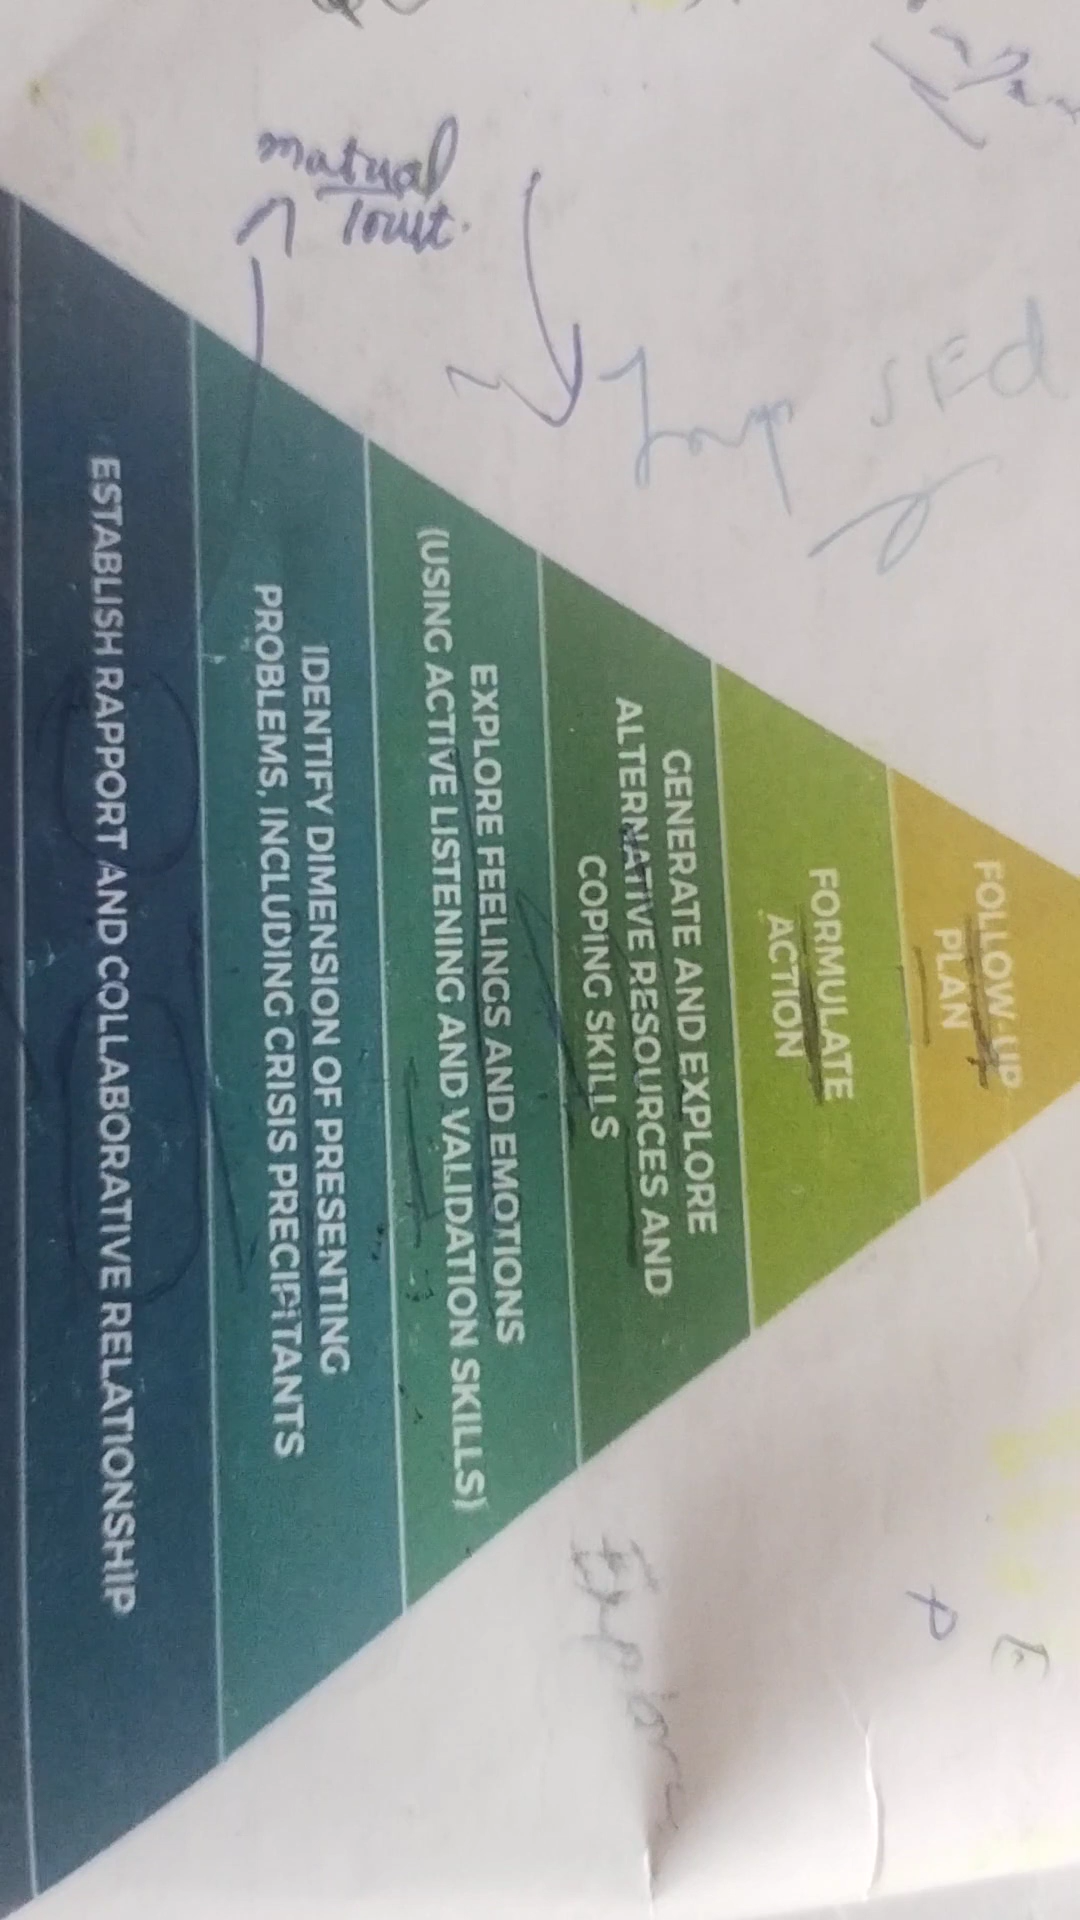 FOLLOW-UP
PLAN
FORMULATE
ACTION
GENERATE AND EXPLORE
ALTERNATIVE RESOURCES AND
COPING SKILLS
EXPLORE FEELINGS AND EMOTIONS
(USING ACTIVE LISTENING AND VALIDATION SKILLS)
IDENTIFY DIMENSION OF PRESENTING
PROBLEMS, INCLUDING CRISIS PRECIPITANTS
ESTABLISH RAPPORT AND COLLABORATIVE RELATIONSHIP
mutual
trust.